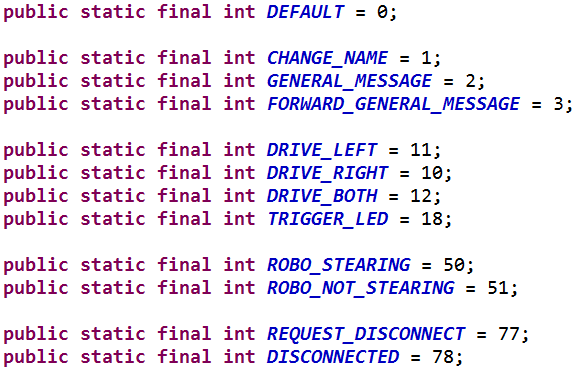 public static final int DEFAULT = 0;
public static final int CHANGE_NAME = 1;
public static final int GENERAL_MESSAGE = 2;
public static final int FORWARD_GENERAL_MESSAGE = 3;
public static final int DRIVE_LEFT = 11;
public static final int DRIVE_RIGHT = 10;
public static final int DRIVE_BOTH = 12;
public static final int TRIGGER_LED = 18;
public static final int ROBO_STEARING = 50;
public static final int ROBO_NOT_STEARING = 51;
public static final int REQUEST_DISCONNECT = 77;
public static final int DISCONNECTED = 78;